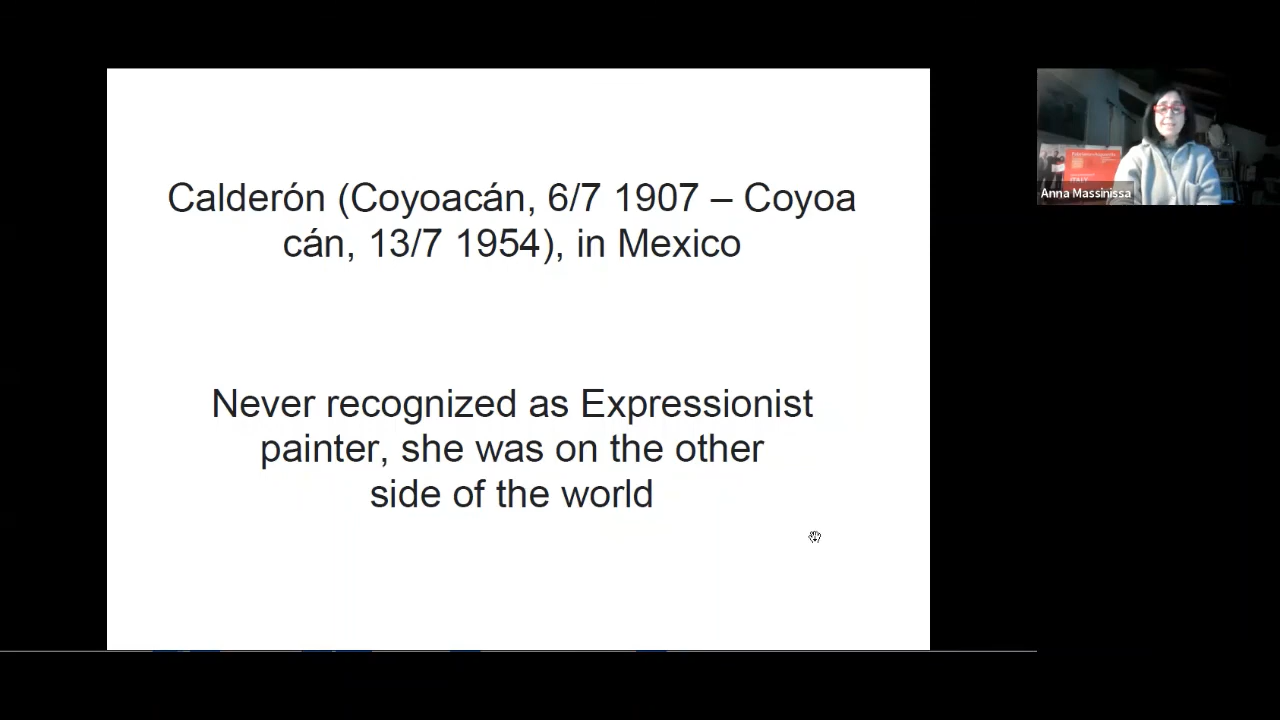 Calderón (Coyoacán, 6/7 1907 – Coyoa
cán, 13/7 1954), in Mexico
Never recognized as Expressionist
painter, she was on the other
side of the world
Anna Massinissa
ITALY